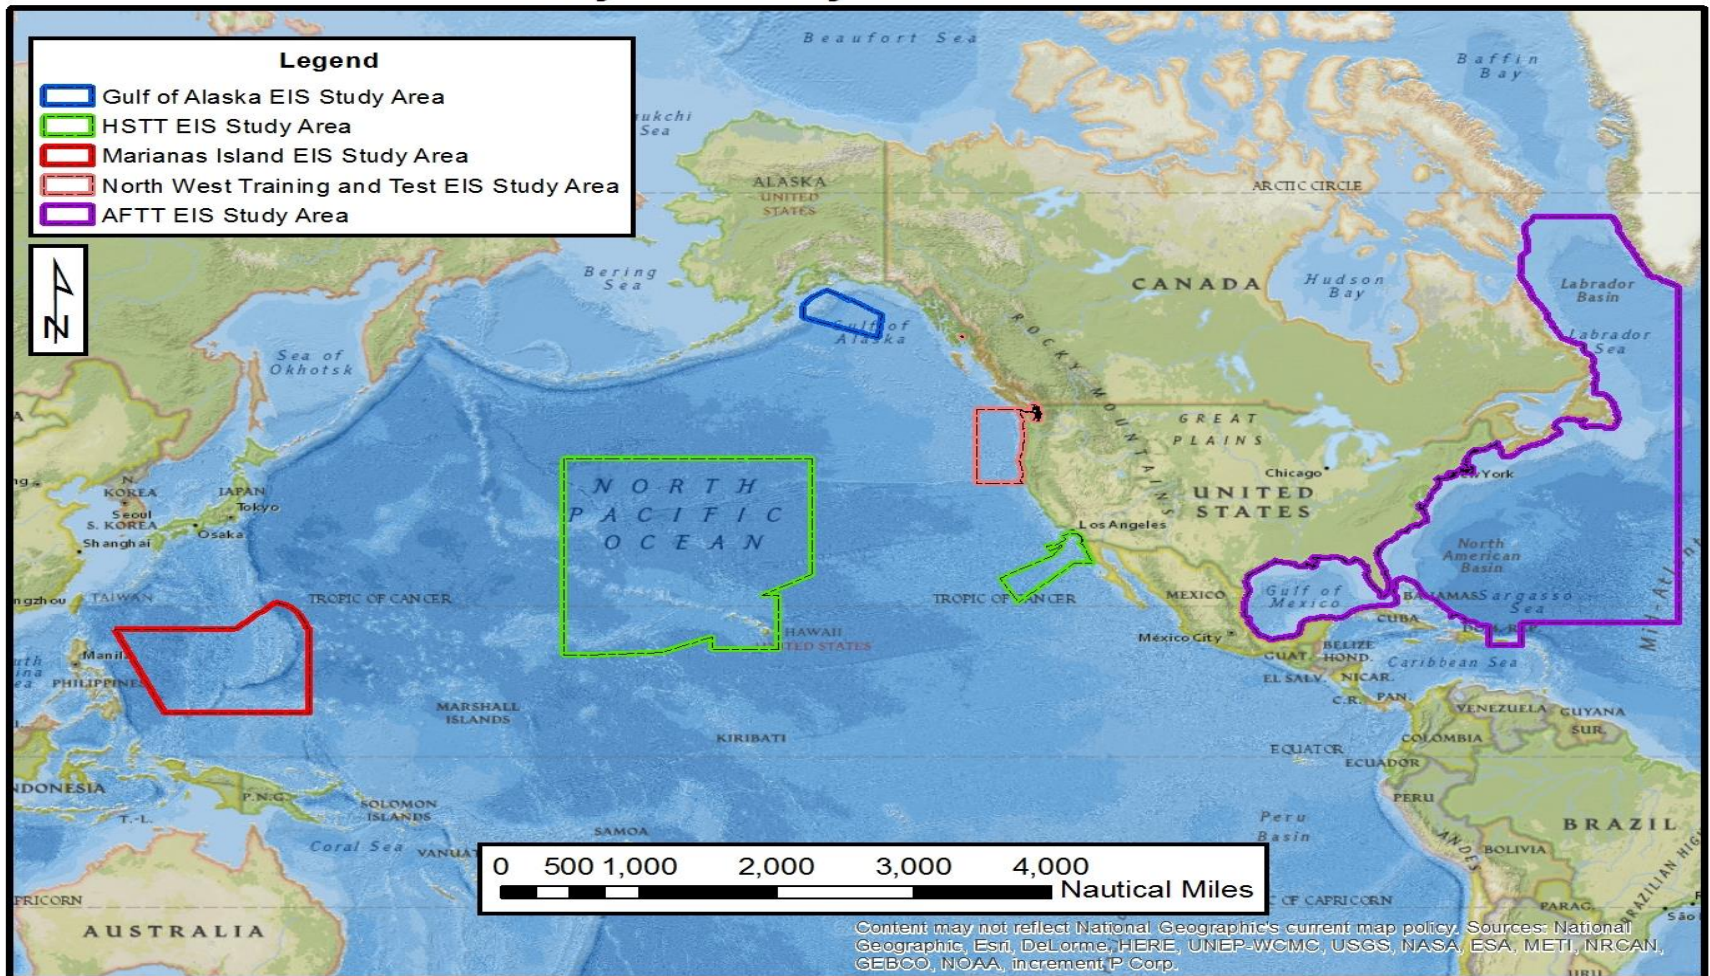 Legend
Gulf of Alaska EIS Study Area
HSTT EIS Study Area
Marianas Island EIS Study Area
North West Training and Test EIS Study Area
AFTT EIS Study Area
N
Beaufort Sea
Baffin
Bay
Sea
ALASKA
UNITED
STATES
ARCTIC CIRCLE
Bering
Sea
CANADA
Hudson
Bay
Labrador
Basin
Labrador
Sea
Gulf of
Alaska
Sea of
Okhotsk
ROCKY MOUNTAINS
GREAT
PLAINS
Chicago
UNITED
STATES
N.
KOREA
Seoul
S. KOREA
JAPAN
Tokyo
Osaka
Shanghai
NORTH
PACIFIC
OCEAN
Los Angeles
North
American
Basin
TAIWAN
TROPIC OF CANCER
TROPIC OF CANCER
MEXICO
Gulf of
Mexico
BAHAMAS
Sargasso
Sea
CUBA
HAWAII
UNITED STATES
México City
BELIZE
GUAT.
HOND.
Caribbean Sea
EL SALV.
NICAR.
C.R.
PAN.
PHILIPPINE
MARSHALL
ISLANDS
KIRIBATI
VENEZUELA
GUYANA
SUR.
COLOMBIA
EQUATOR
ECUADOR
NDONESIA
P.N.G.
T.-L.
SOLOMON
ISLANDS
SAMOA
PERU
Peru
Basin
BRAZIL
ANDES
BOLIVIA
BRAZILIAN HIG
Coral Sea
VANUAT
0 500 1,000 2,000 3,000 4,000
Nautical Miles
PRICORN
C OF CAPRICORN
PARAG.
AUSTRALIA
Content may not reflect National Geographic's current map policy. Sources: National
Geographic, Esri, DeLorme, HERE, UNEP-WCMC, USGS, NASA, ESA, METI, NRCAN,
GEBCO, NOAA, increment P Corp.